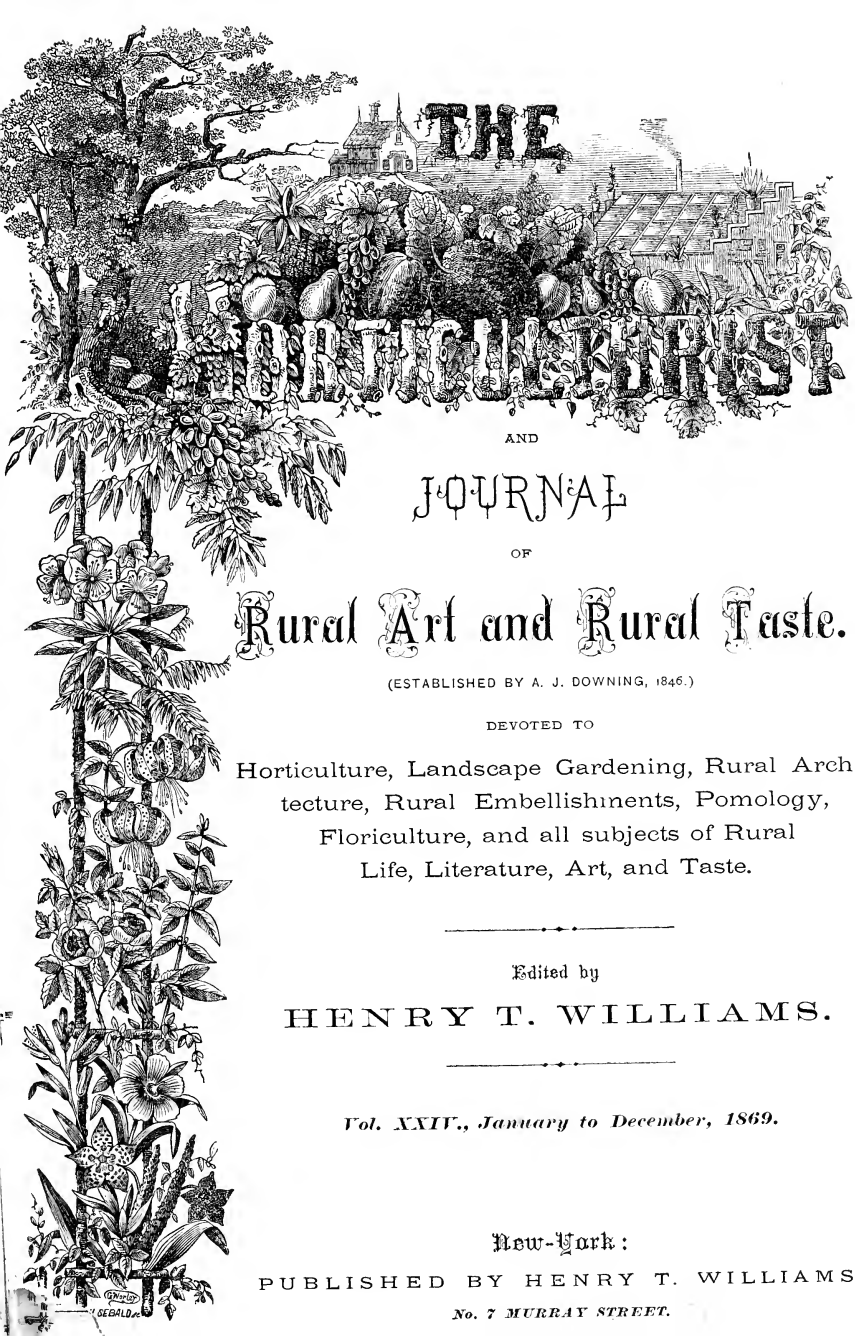 THE
HORTICULTURIST
AND
JOURNAL
OF
Rural Art and Rural Taste.
(ESTABLISHED BY A. J. DOWNING, 1846.)
DEVOTED TO
Horticulture, Landscape Gardening, Rural Arch
tecture, Rural Embellishments, Pomology,
Floriculture, and all subjects of Rural
Life, Literature, Art, and Taste.
Edited by
HENRY T. WILLIAMS.
Vol. XXIV., January to December, 1869.
New-York:
PUBLISHED BY HENRY T. WILLIAMS
No. 7 MURRAY STREET.
SEBALD